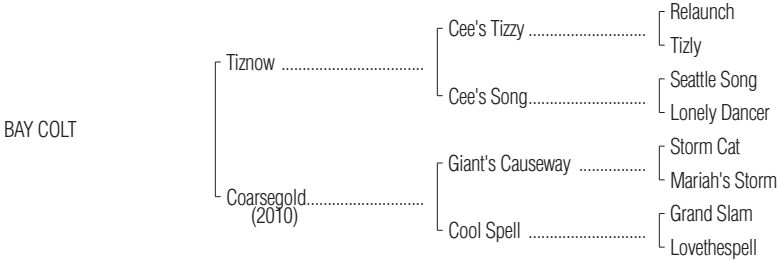 Relaunch
Cee's Tizzy ..............................
Tizly
Tiznow ....................................
Seattle Song
Cee's Song..............................
Lonely Dancer
BAY COLT
Storm Cat
Giant's Causeway .................
Mariah's Storm
Coarsegold..............................
(2010)
Grand Slam
Cool Spell ..............................
Lovethespell